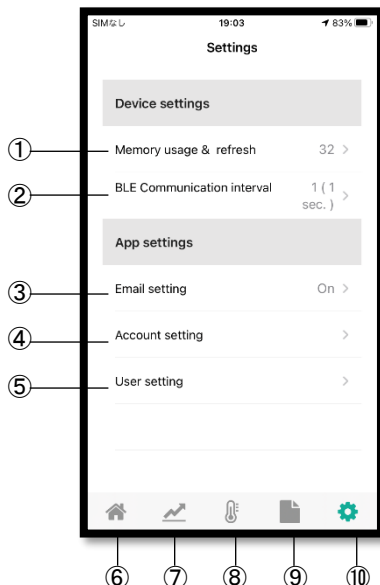 SIMなし 19:03 83%
Settings
Device settings
① Memory usage & refresh 32 >
② BLE Communication interval 1 ( 1
sec. ) >
App settings
③ Email setting On >
④ Account setting >
⑤ User setting >
⑥ ⑦ ⑧ ⑨ ⑩